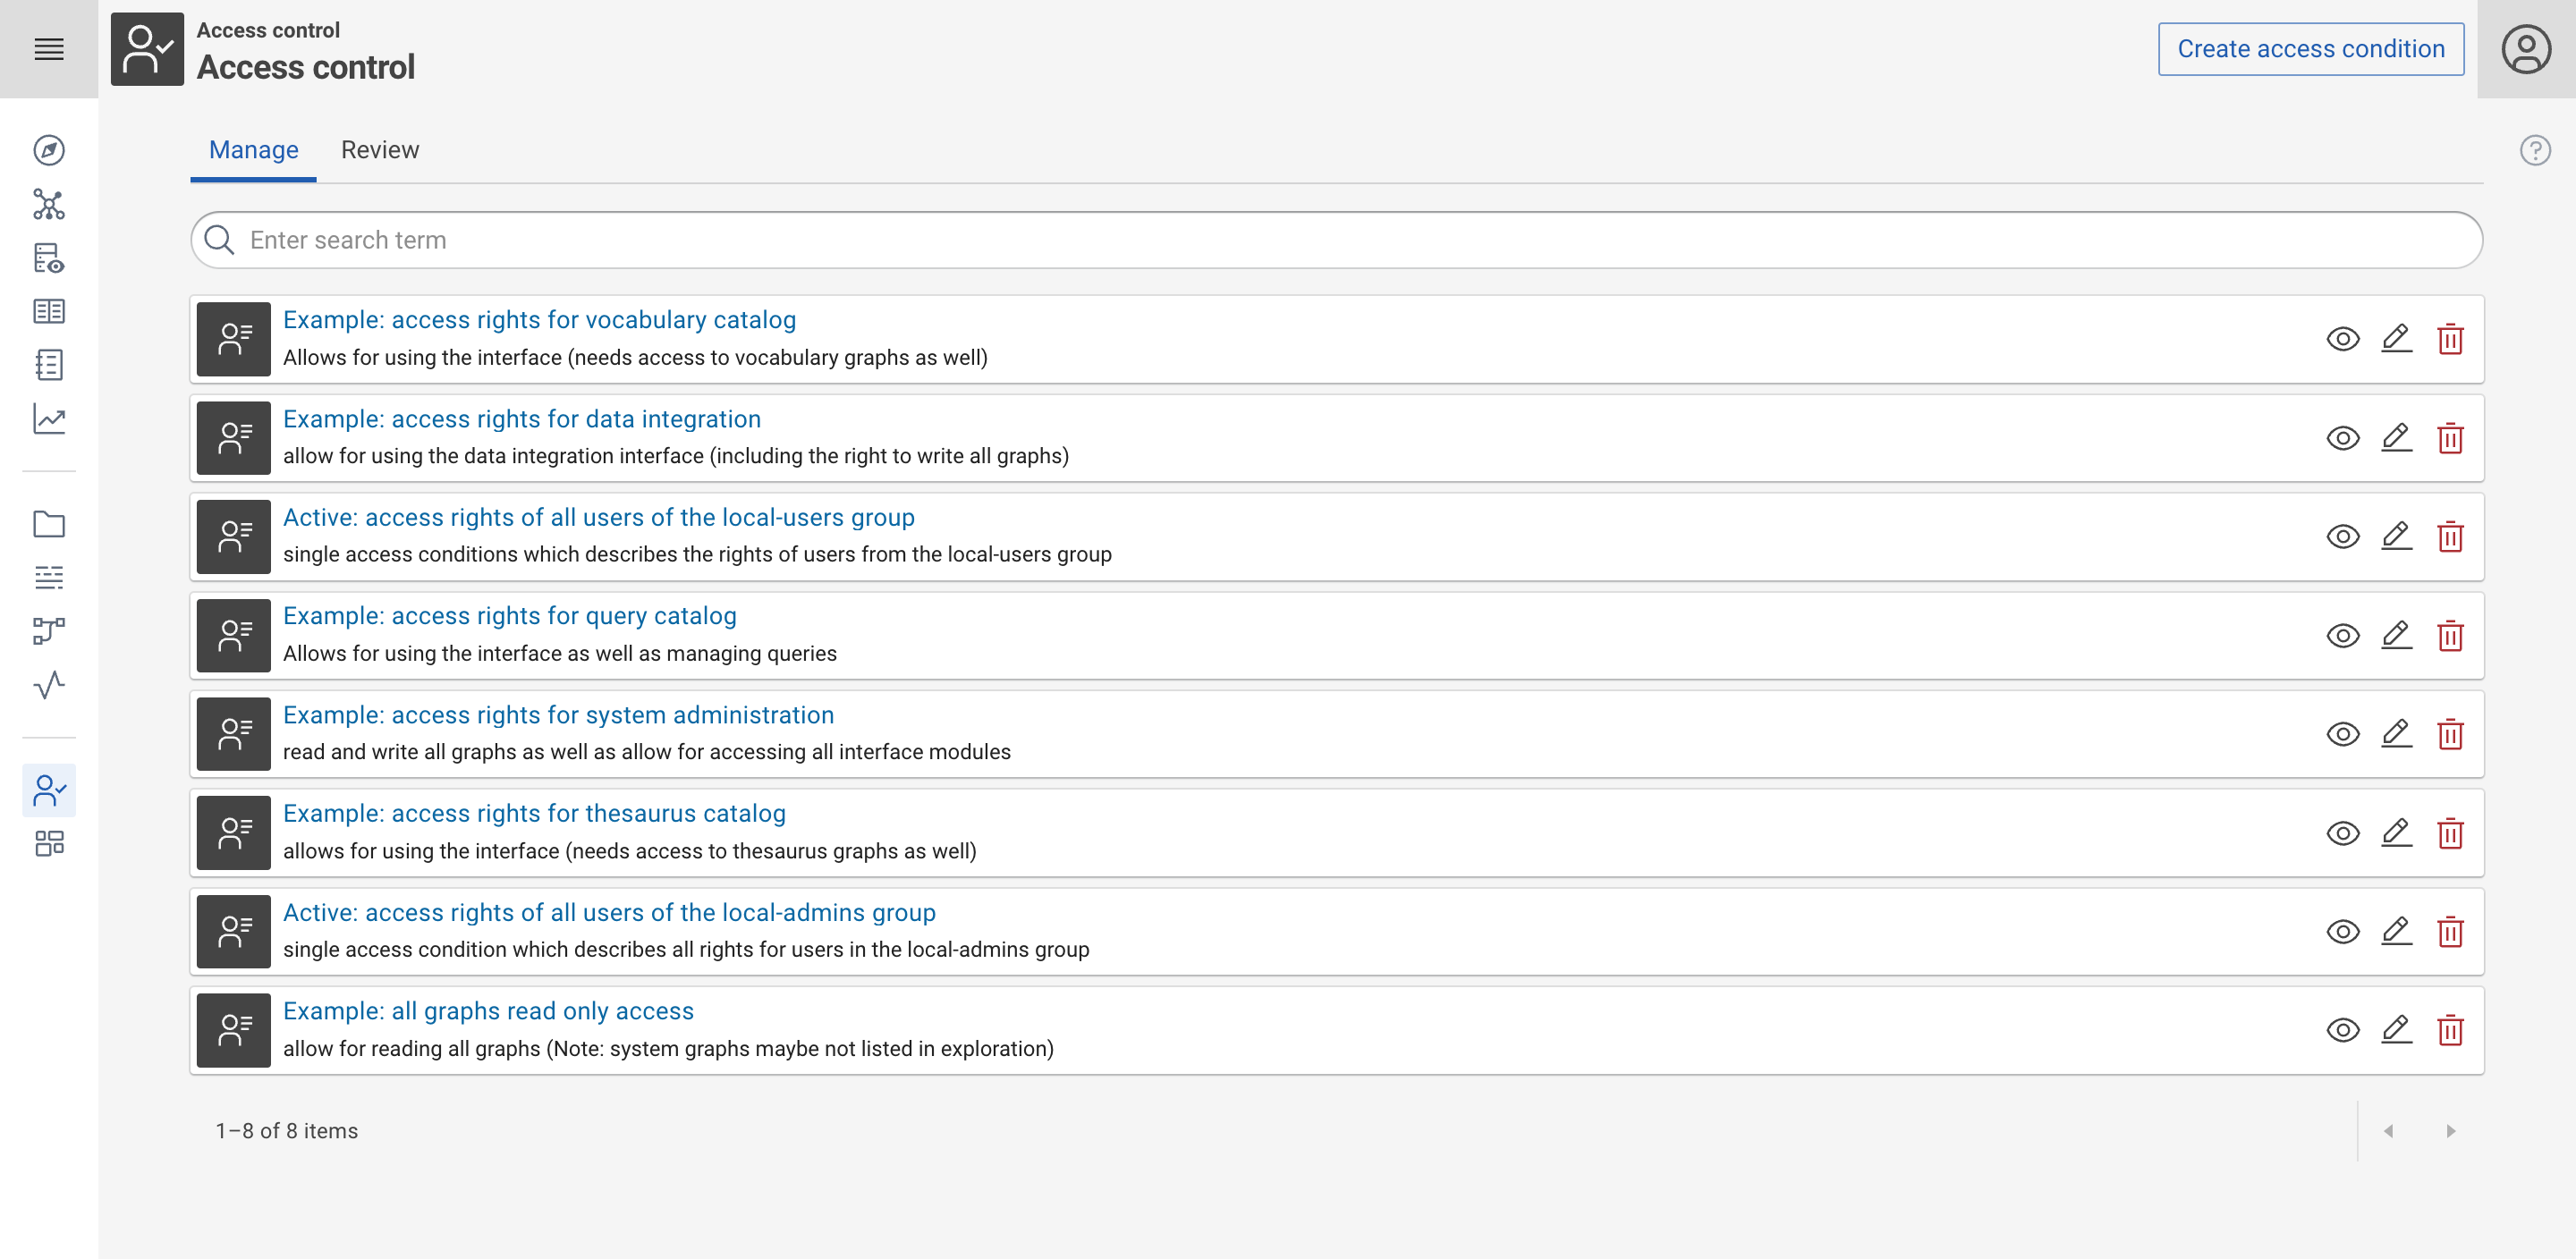 Access control
Access control
Create access condition
Manage
Review
Enter search term
Example: access rights for vocabulary catalog
Allows for using the interface (needs access to vocabulary graphs as well)
Example: access rights for data integration
allow for using the data integration interface (including the right to write all graphs)
Active: access rights of all users of the local-users group
single access conditions which describes the rights of users from the local-users group
Example: access rights for query catalog
Allows for using the interface as well as managing queries
Example: access rights for system administration
read and write all graphs as well as allow for accessing all interface modules
Example: access rights for thesaurus catalog
allows for using the interface (needs access to thesaurus graphs as well)
Active: access rights of all users of the local-admins group
single access condition which describes all rights for users in the local-admins group
Example: all graphs read only access
allow for reading all graphs (Note: system graphs maybe not listed in exploration)
1–8 of 8 items